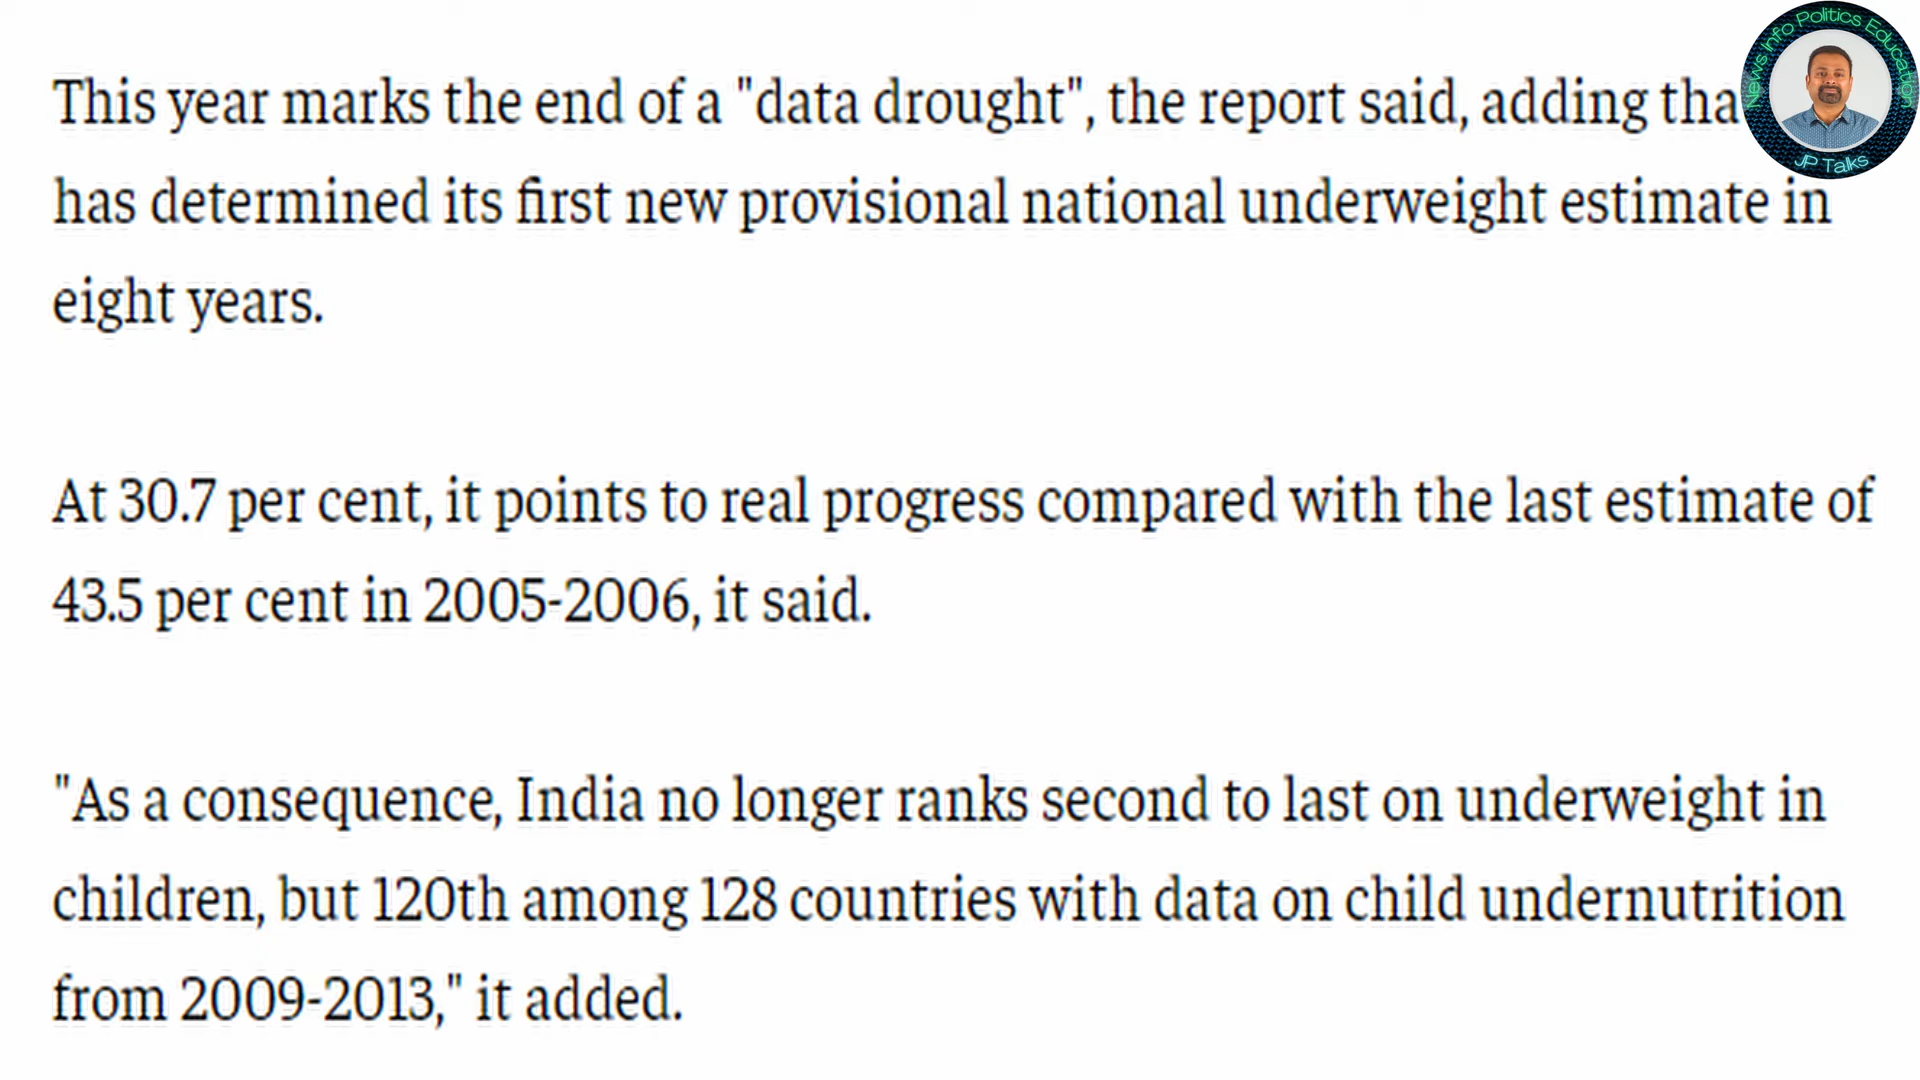 This year marks the end of a "data drought", the report said, adding
has determined its first new provisional national underweight estimate in
eight years.
At 30.7 per cent, it points to real progress compared with the last estimate of
43.5 per cent in 2005-2006, it said.
"As a consequence, India no longer ranks second to last on underweight in
children, but 120th among 128 countries with data on child undernutrition
from 2009-2013," it added.
News Info Politics Education
JP Talks